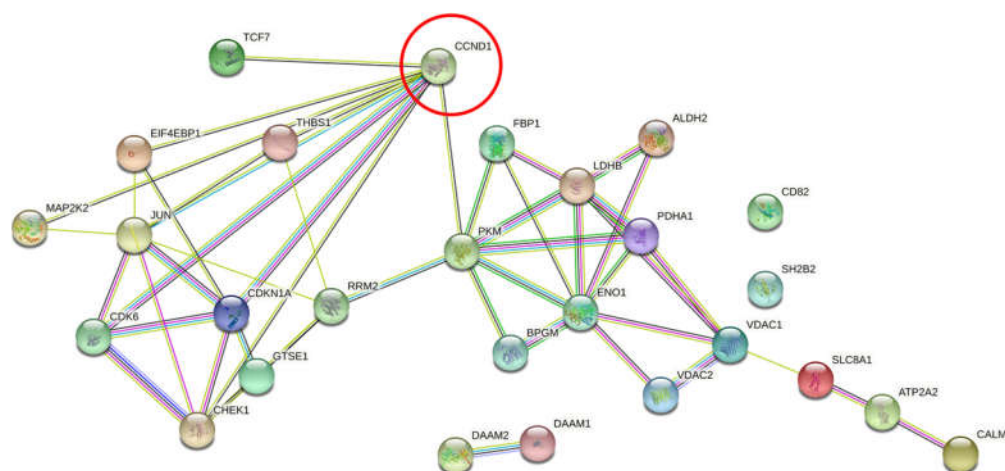 TCF7
CCND1
EIF4EBP1
THBS1
FBP1
ALDH2
LDHB
CD82
MAP2K2
JUN
PKM
PDHA1
SH2B2
CDK6
CDKN1A
RRM2
ENO1
BPGM
VDAC1
GTSE1
VDAC2
SLC8A1
CHEK1
ATP2A2
DAAM2
DAAM1
CALM